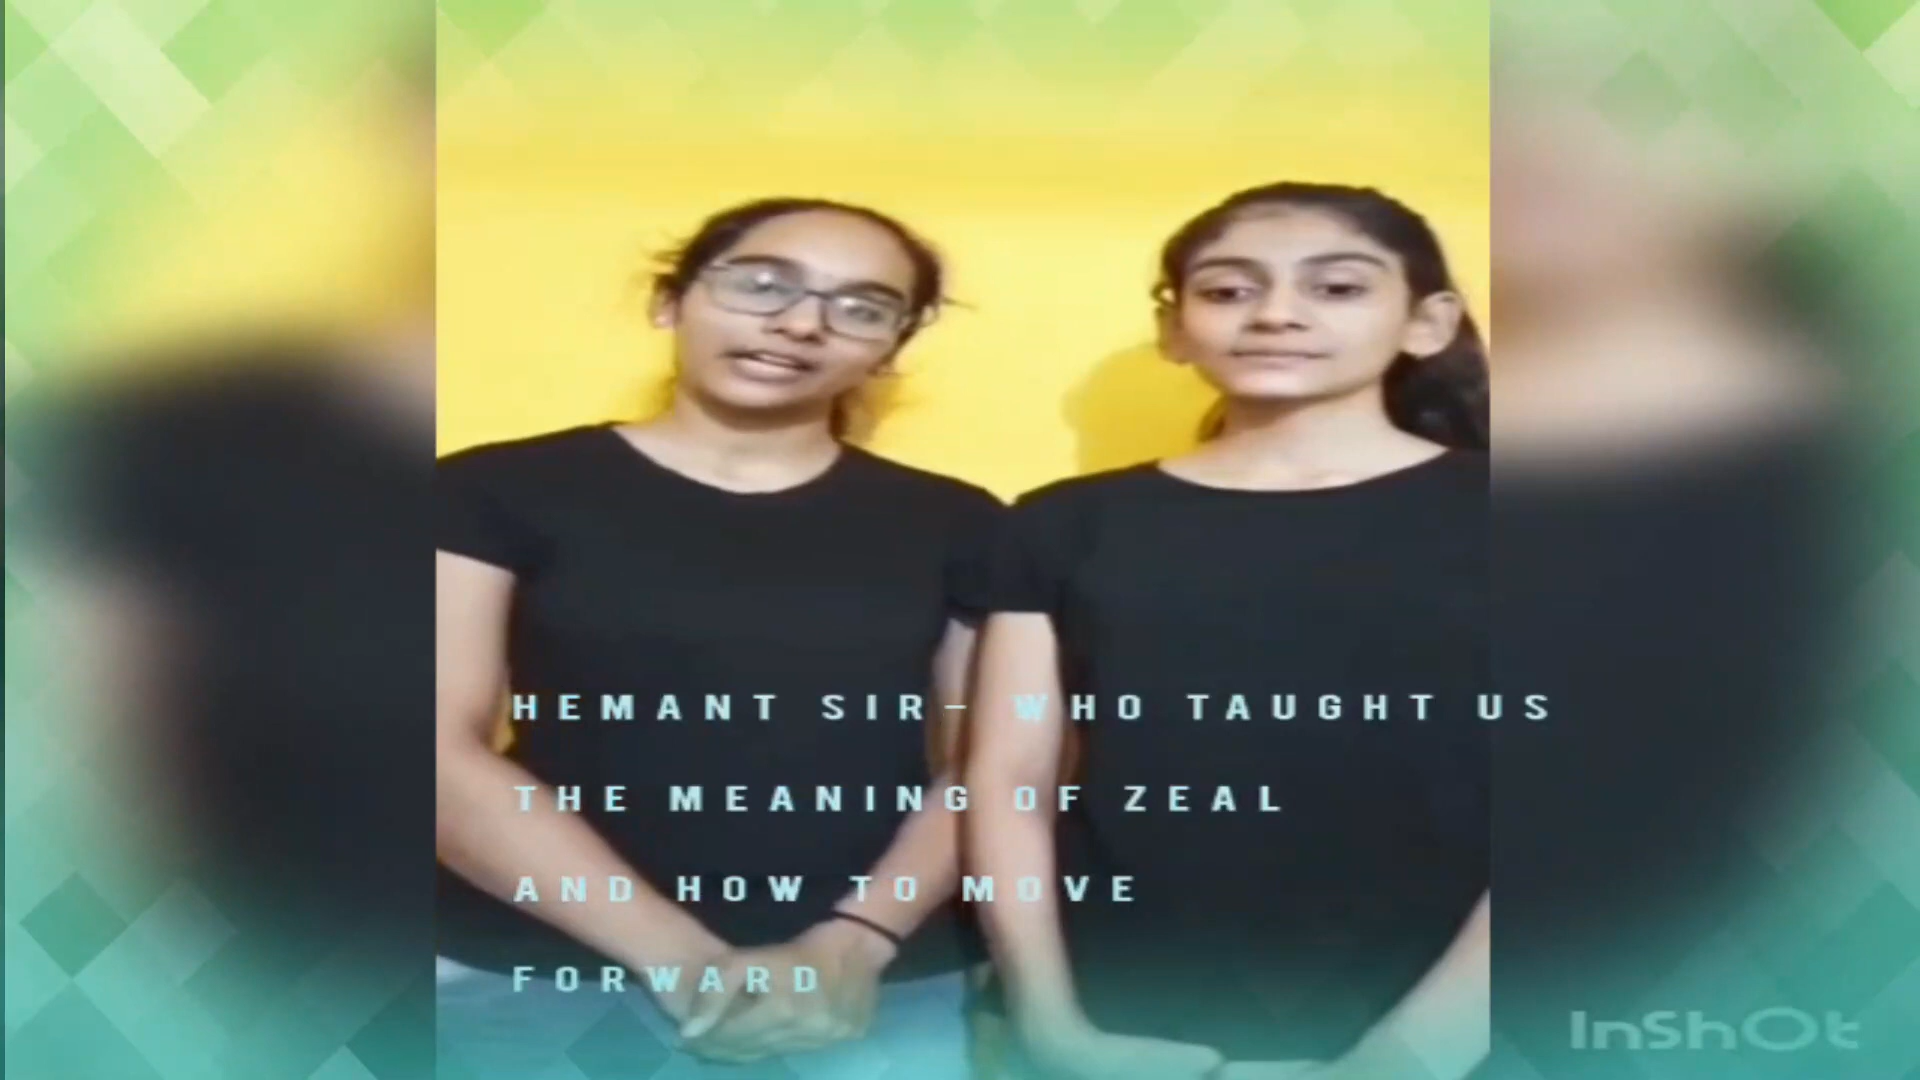 HEMANT SIR- WHO TAUGHT US
THE MEANING OF ZEAL
AND HOW TO MOVE
FORWARD
InShOt